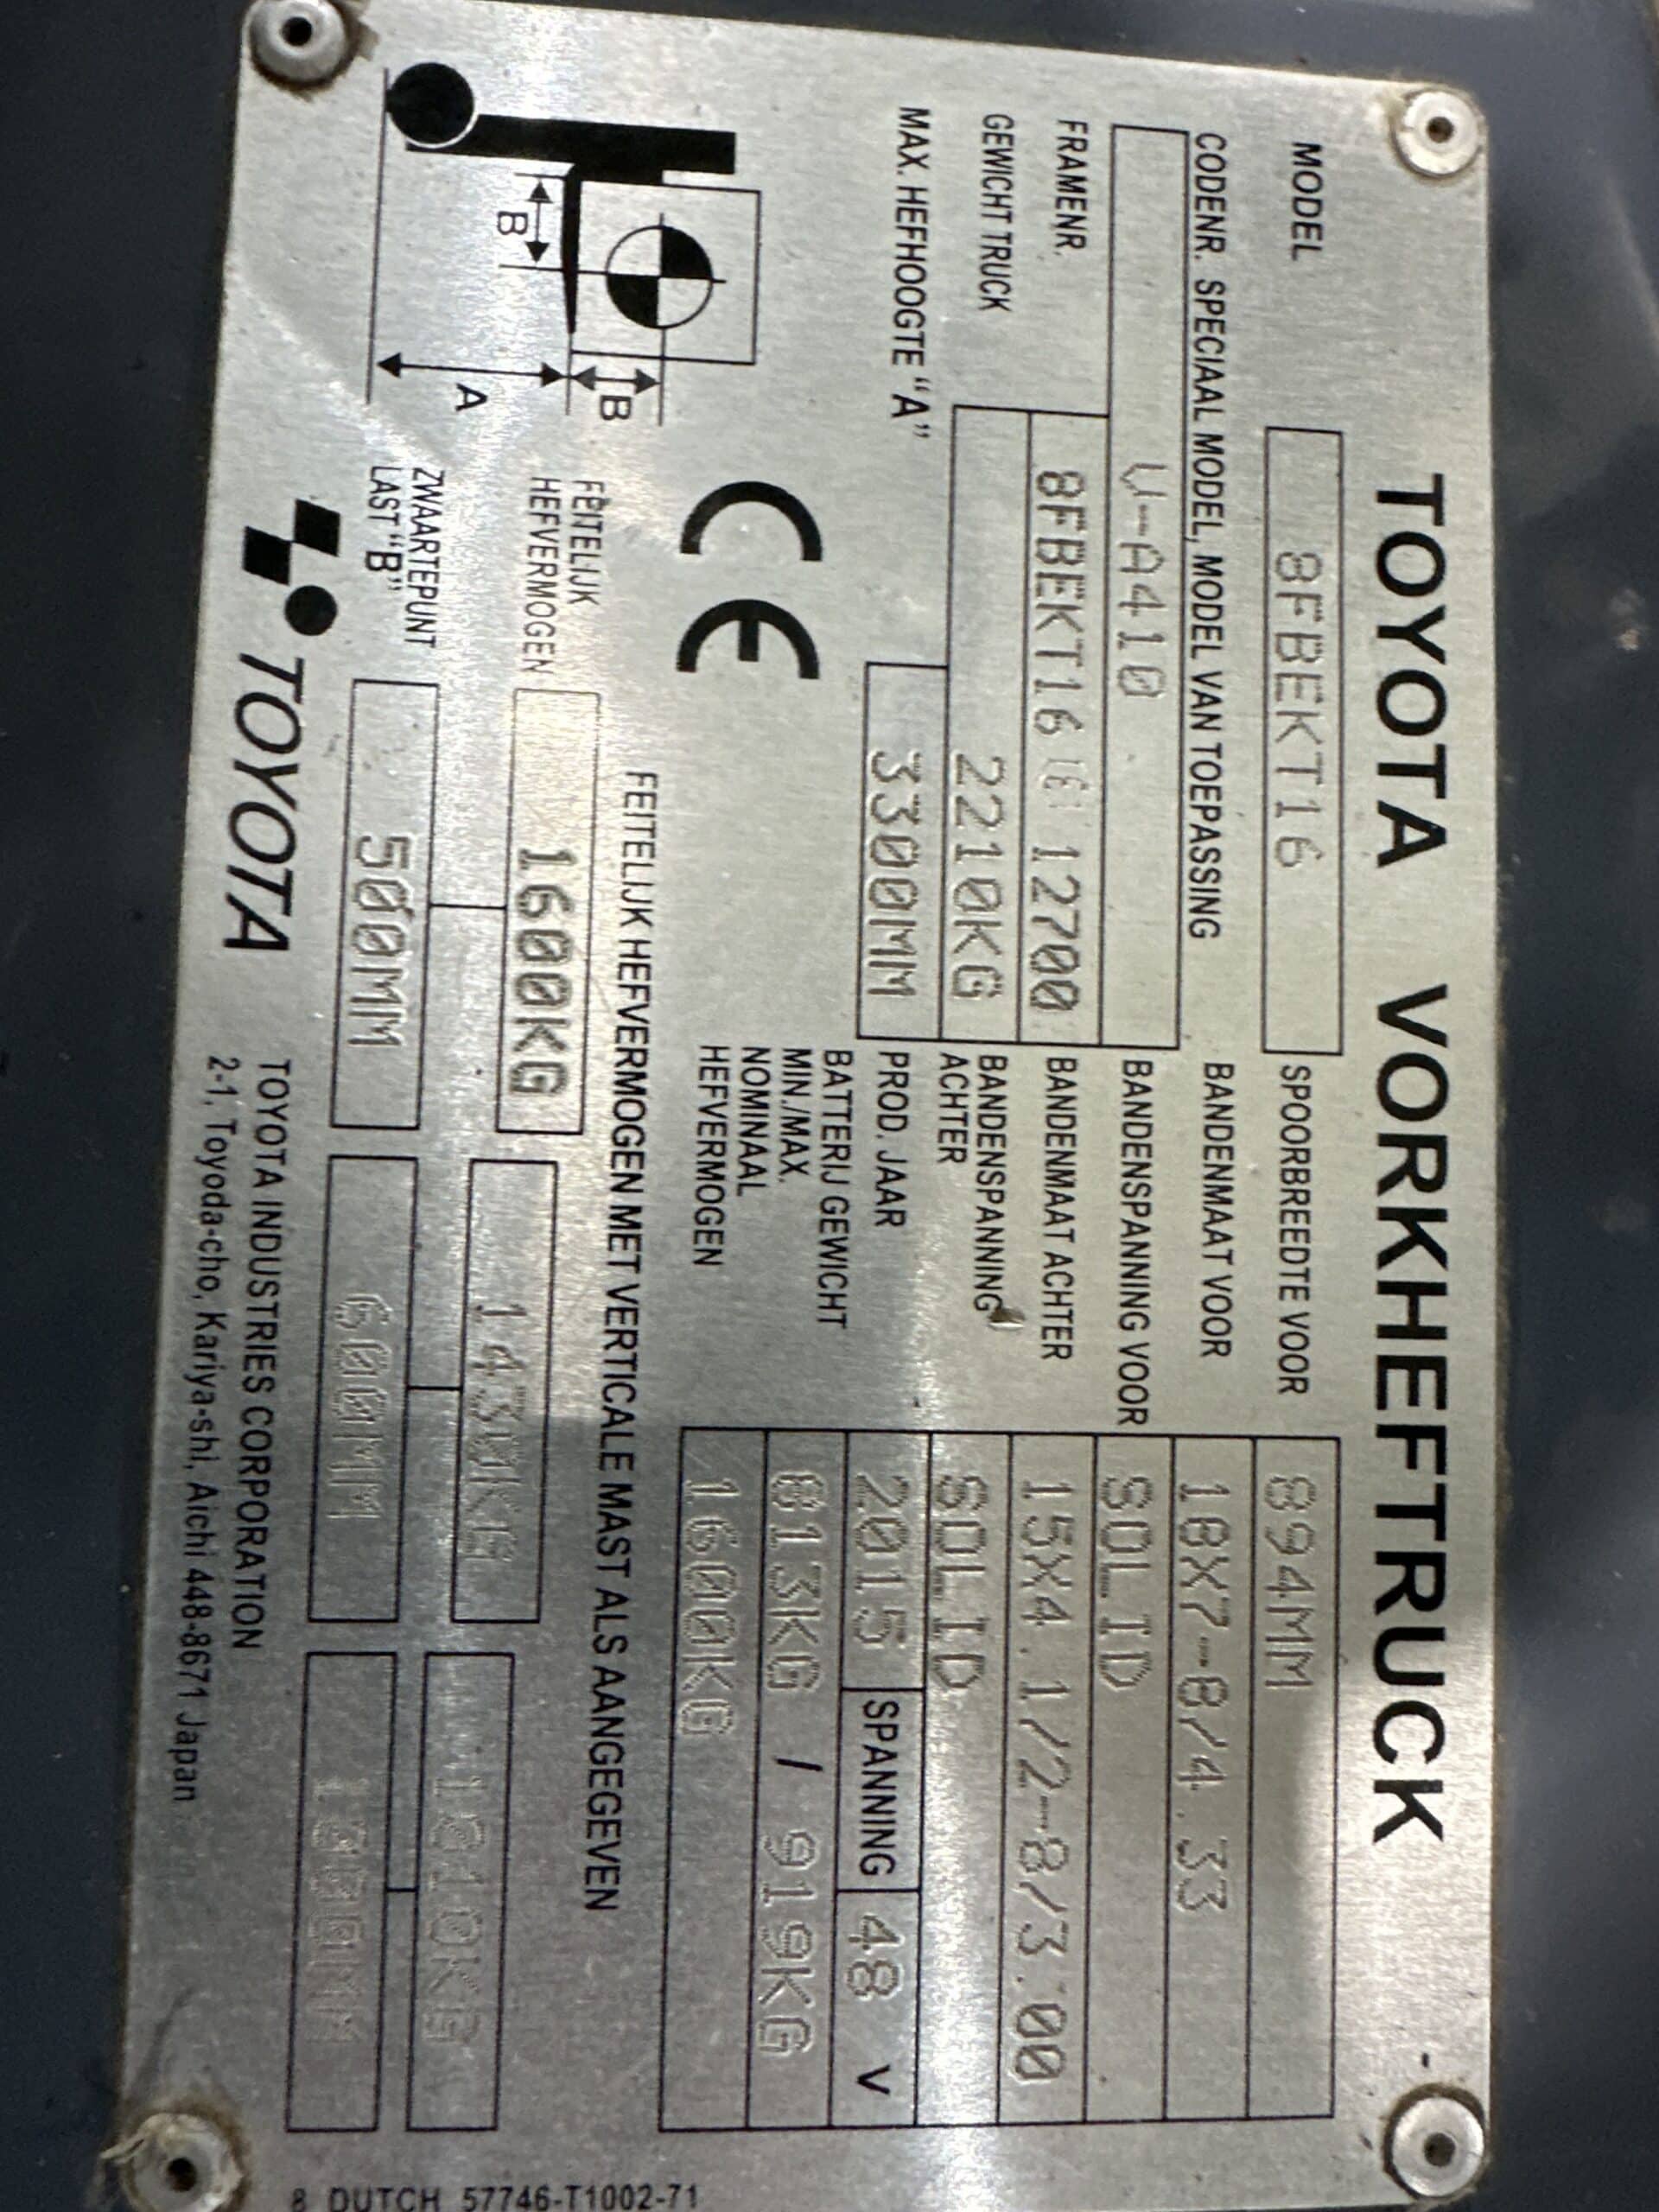 TOYOTA VORKHEFTRUCK
MODEL 8FBEKT16
CODENR. SPECIAAL MODEL, MODEL VAN TOEPASSING
V-A410
FRAMENR. 8FBEKT16 E 12700
GEWICHT TRUCK 2210KG
MAX. HEFHOOGTE "A" 3300MM
SPOORBREEDTE VOOR 894MM
BANDENMAAT VOOR 18X7-8/4.33
BANDENSPANNING VOOR SOLID
BANDENMAAT ACHTER 15X4.1/2-8/3.00
BANDENSPANNING ACHTER SOLID
PROD. JAAR 2015 SPANNING 48 V
BATTERIJ GEWICHT MIN./MAX. 813KG / 919KG
NOMINAAL HEFVERMOGEN 1600KG
B
B
A
CE
FEITELIJK HEFVERMOGEN MET VERTICALE MAST ALS AANGEGEVEN
FEITELIJK
HEFVERMOGEN 1600KG 1430KG
ZWAARTEPUNT
LAST "B" 500MM 600MM
TOYOTA
TOYOTA INDUSTRIES CORPORATION
2-1, Toyoda-cho, Kariya-shi, Aichi 448-8671 Japan
8 DUTCH 57746-T1002-71